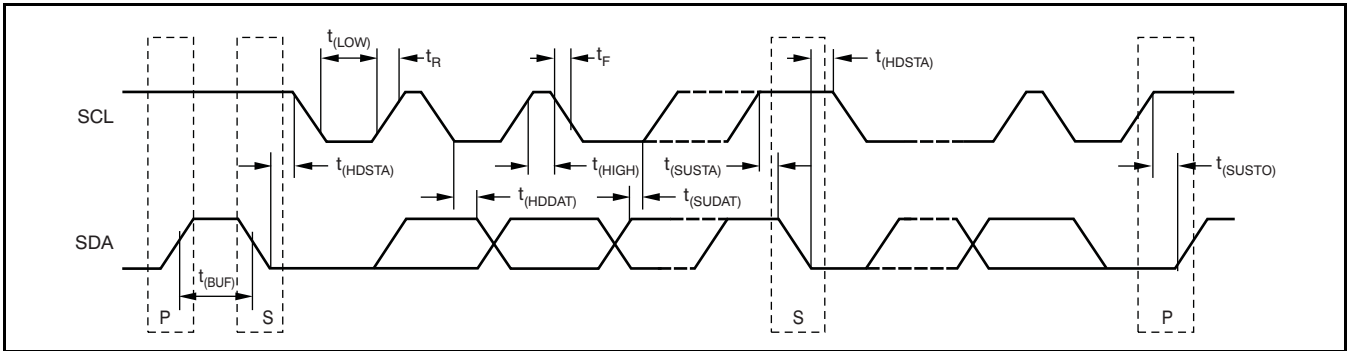 t(LOW)
tR
tF
t(HDSTA)
SCL
t(HDSTA)
t(HIGH)
t(SUSTA)
t(SUSTO)
t(HDDAT)
t(SUDAT)
SDA
t(BUF)
P
S
S
P